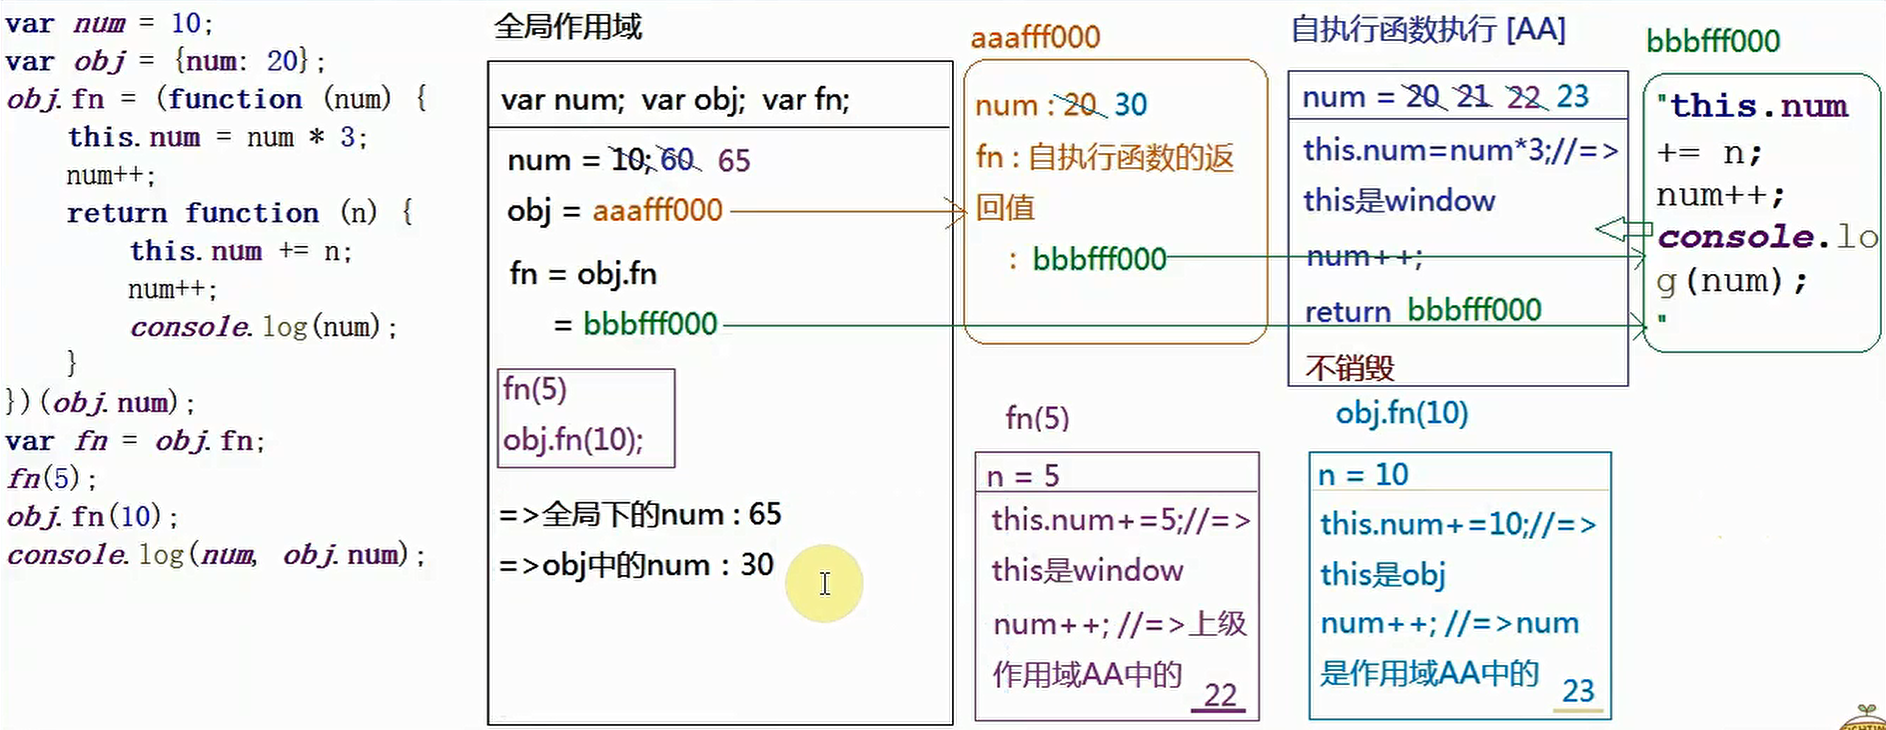 var num = 10;
var obj = {num: 20};
obj.fn = (function (num) {
this.num = num * 3;
num++;
return function (n) {
this.num += n;
num++;
console.log(num);
}
})(obj.num);
var fn = obj.fn;
fn(5);
obj.fn(10);
console.log(num, obj.num);
全局作用域
var num; var obj; var fn;
num = 10; 60 65
obj = aaafff000
fn = obj.fn
= bbbfff000
fn(5)
obj.fn(10);
=>全局下的num : 65
=>obj中的num : 30
aaafff000
num : 20 30
fn : 自执行函数的返
回值
: bbbfff000
自执行函数执行 [AA]
num = 20 21 22 23
this.num=num*3;//=>
this是window
num++;
return bbbfff000
不销毁
bbbfff000
"this.num
+= n;
num++;
console.lo
g(num);
"
fn(5)
n = 5
this.num+=5;//=>
this是window
num++; //=>上级
作用域AA中的
22
obj.fn(10)
n = 10
this.num+=10;//=>
this是obj
num++; //=>num
是作用域AA中的
23